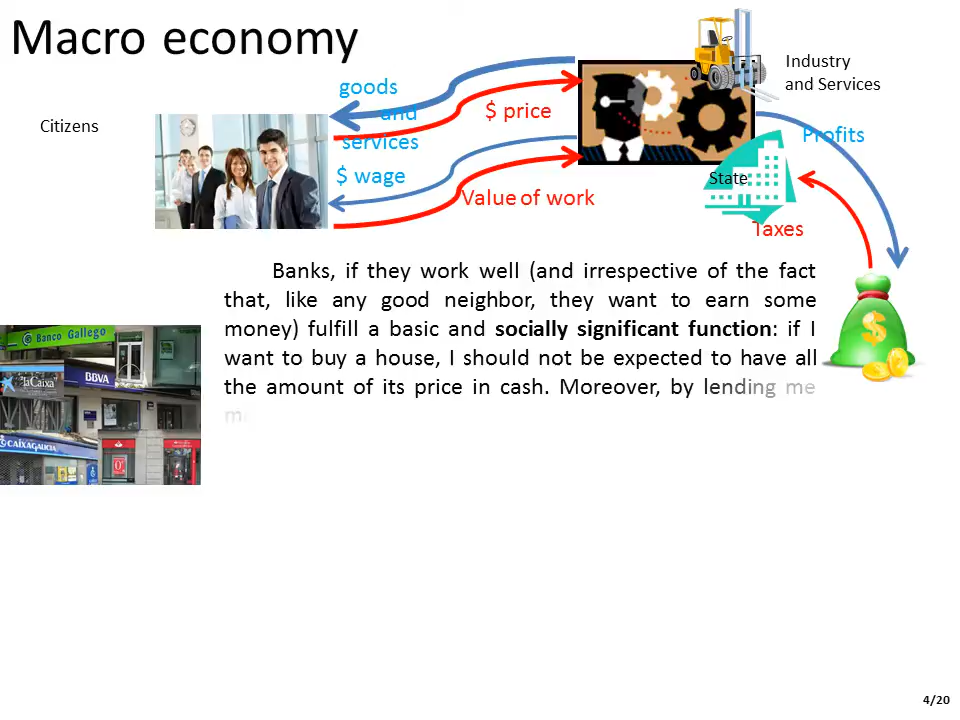 Macro economy
Industry
and Services
goods
and
services
$ price
Citizens
Profits
$ wage
State
Value of work
Taxes
Banks, if they work well (and irrespective of the fact
that, like any good neighbor, they want to earn some
money) fulfill a basic and socially significant function: if I
want to buy a house, I should not be expected to have all
the amount of its price in cash. Moreover, by lending me
$
Banco Gallego
laCaixa
BBVA
CAIXAGALICIA
4/20